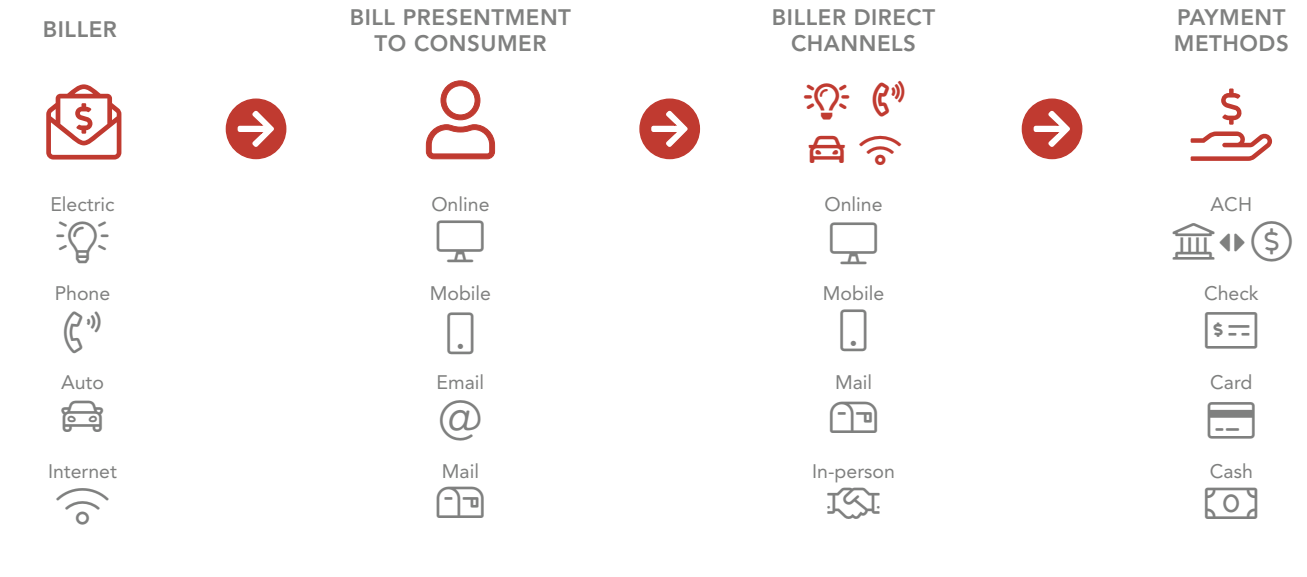 BILLER
BILL PRESENTMENT
TO CONSUMER
BILLER DIRECT
CHANNELS
PAYMENT
METHODS
$
$
Electric
Online
Online
ACH
$
Phone
Mobile
Mobile
Check
$
Auto
Email
Mail
Card
@
Internet
Mail
In-person
Cash